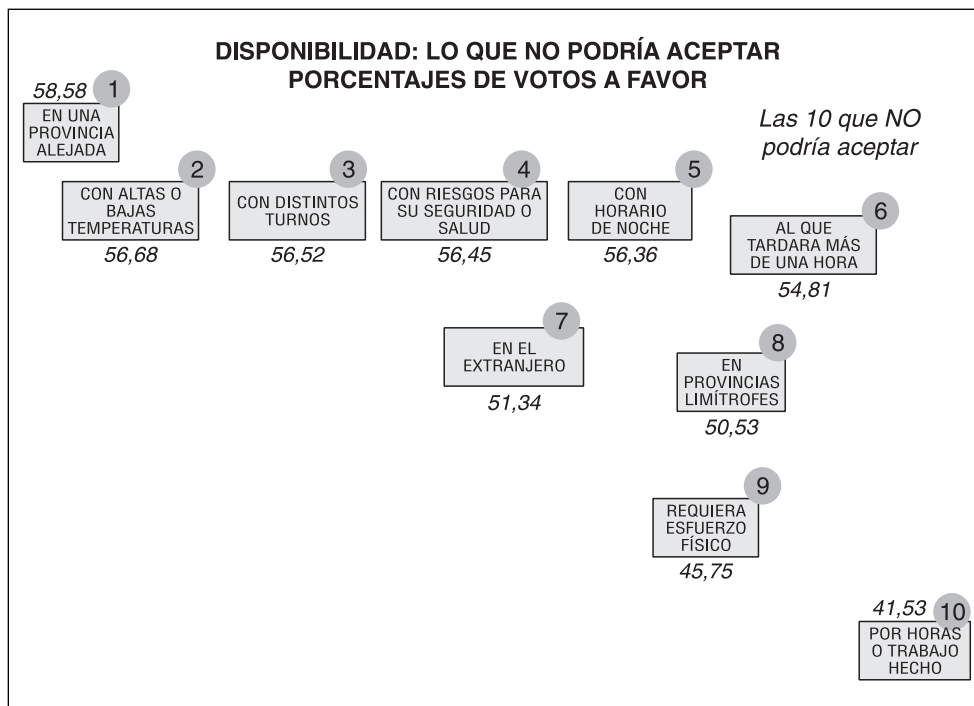 DISPONIBILIDAD: LO QUE NO PODRÍA ACEPTAR
PORCENTAJES DE VOTOS A FAVOR
Las 10 que NO
podría aceptar
58,58
1
EN UNA
PROVINCIA
ALEJADA
2
CON ALTAS O
BAJAS
TEMPERATURAS
56,68
3
CON DISTINTOS
TURNOS
56,52
4
CON RIESGOS PARA
SU SEGURIDAD O
SALUD
56,45
5
CON
HORARIO
DE NOCHE
56,36
6
AL QUE
TARDARA MÁS
DE UNA HORA
54,81
7
EN EL
EXTRANJERO
51,34
8
EN
PROVINCIAS
LIMÍTROFES
50,53
9
REQUIERA
ESFUERZO
FÍSICO
45,75
41,53
10
POR HORAS
O TRABAJO
HECHO